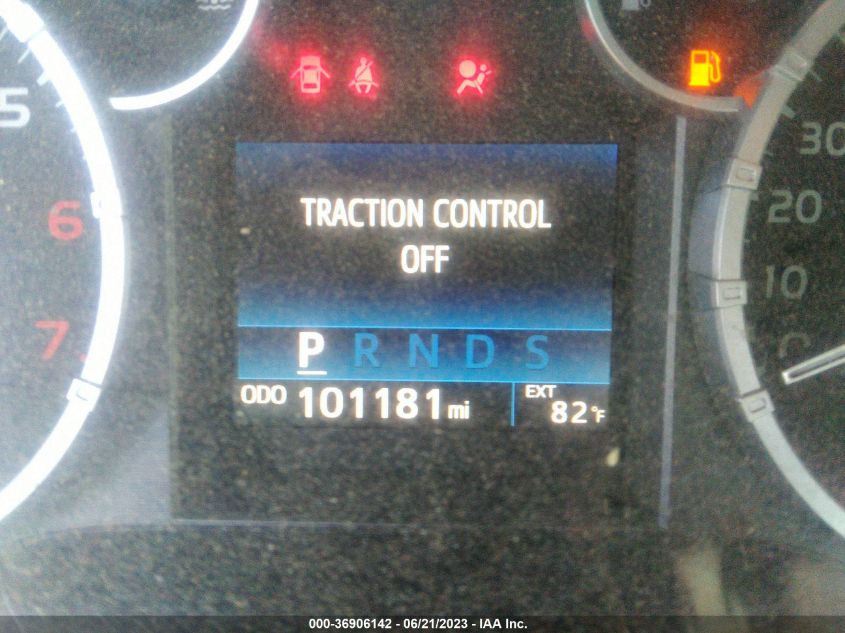 5
6
7
30
20
10
0
TRACTION CONTROL
OFF
P R N D S
ODO 101181 mi
EXT 82°F
000-36906142 - 06/21/2023 - IAA Inc.